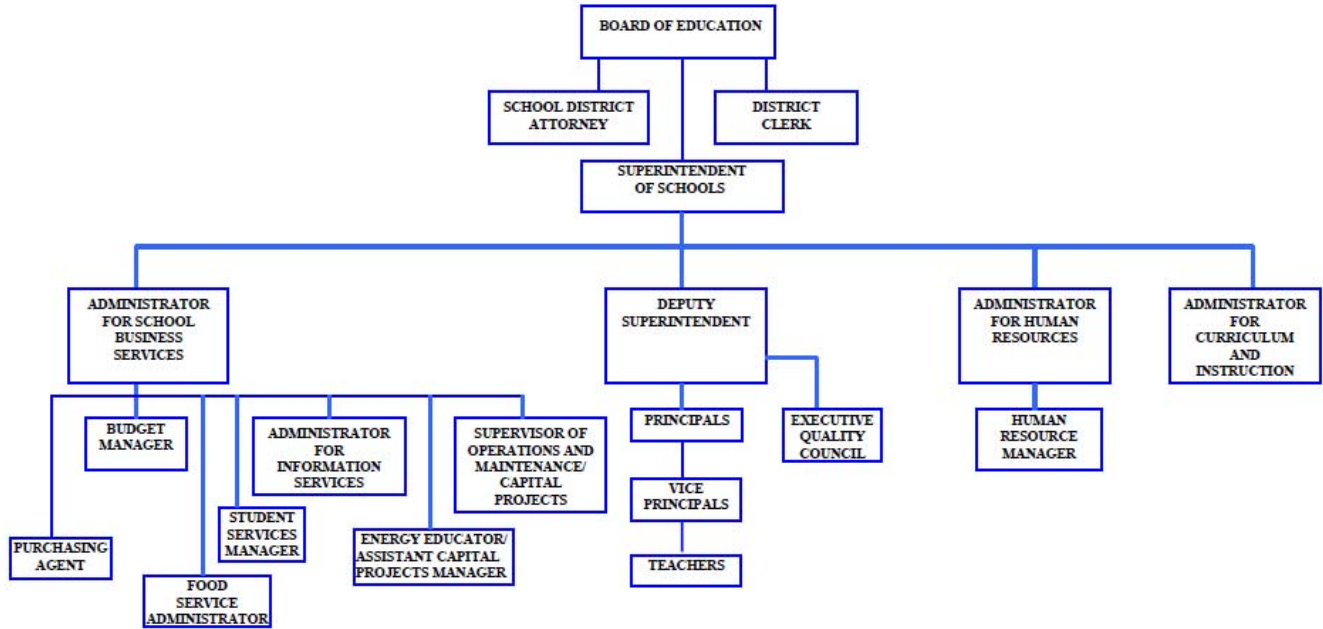 BOARD OF EDUCATION
SCHOOL DISTRICT
ATTORNEY
DISTRICT
CLERK
SUPERINTENDENT
OF SCHOOLS
ADMINISTRATOR
FOR SCHOOL
BUSINESS
SERVICES
DEPUTY
SUPERINTENDENT
ADMINISTRATOR
FOR HUMAN
RESOURCES
ADMINISTRATOR
FOR
CURRICULUM
AND
INSTRUCTION
BUDGET
MANAGER
ADMINISTRATOR
FOR
INFORMATION
SERVICES
SUPERVISOR OF
OPERATIONS AND
MAINTENANCE/
CAPITAL
PROJECTS
PRINCIPALS
EXECUTIVE
QUALITY
COUNCIL
HUMAN
RESOURCE
MANAGER
VICE
PRINCIPALS
STUDENT
SERVICES
MANAGER
ENERGY EDUCATOR/
ASSISTANT CAPITAL
PROJECTS MANAGER
PURCHASING
AGENT
TEACHERS
FOOD
SERVICE
ADMINISTRATOR